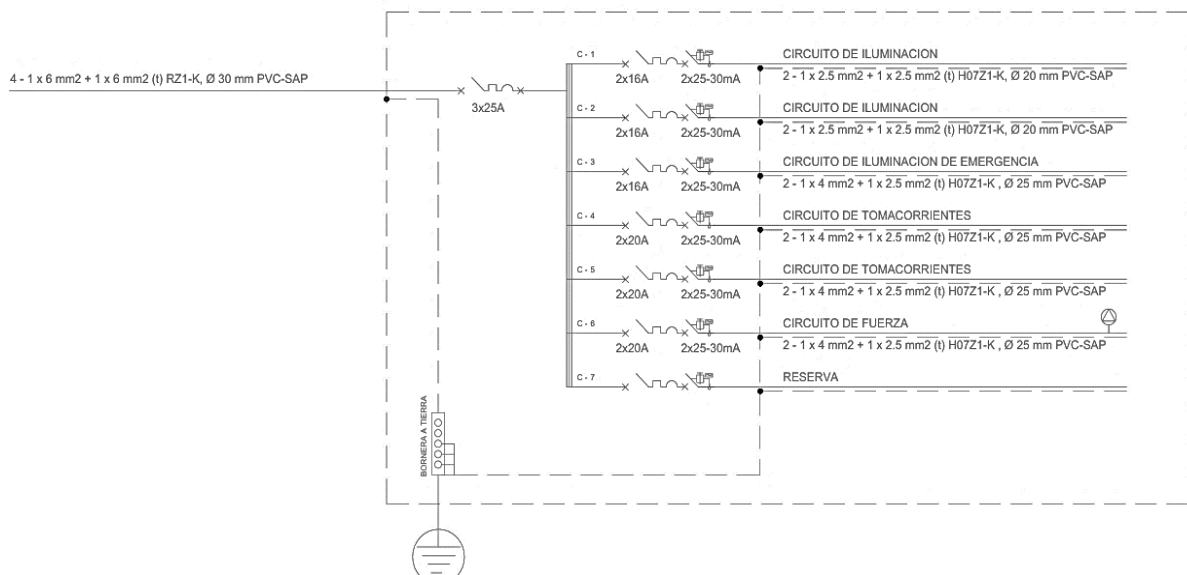 4 - 1 x 6 mm2 + 1 x 6 mm2 (t) RZ1-K, Ø 30 mm PVC-SAP
3x25A
C - 1
2x16A
2x25-30mA
CIRCUITO DE ILUMINACION
2 - 1 x 2.5 mm2 + 1 x 2.5 mm2 (t) H07Z1-K, Ø 20 mm PVC-SAP
C - 2
2x16A
2x25-30mA
CIRCUITO DE ILUMINACION
2 - 1 x 2.5 mm2 + 1 x 2.5 mm2 (t) H07Z1-K, Ø 20 mm PVC-SAP
C - 3
2x16A
2x25-30mA
CIRCUITO DE ILUMINACION DE EMERGENCIA
2 - 1 x 4 mm2 + 1 x 2.5 mm2 (t) H07Z1-K , Ø 25 mm PVC-SAP
C - 4
2x20A
2x25-30mA
CIRCUITO DE TOMACORRIENTES
2 - 1 x 4 mm2 + 1 x 2.5 mm2 (t) H07Z1-K , Ø 25 mm PVC-SAP
C - 5
2x20A
2x25-30mA
CIRCUITO DE TOMACORRIENTES
2 - 1 x 4 mm2 + 1 x 2.5 mm2 (t) H07Z1-K , Ø 25 mm PVC-SAP
C - 6
2x20A
2x25-30mA
CIRCUITO DE FUERZA
2 - 1 x 4 mm2 + 1 x 2.5 mm2 (t) H07Z1-K , Ø 25 mm PVC-SAP
C - 7
RESERVA
BORNERA A TIERRA